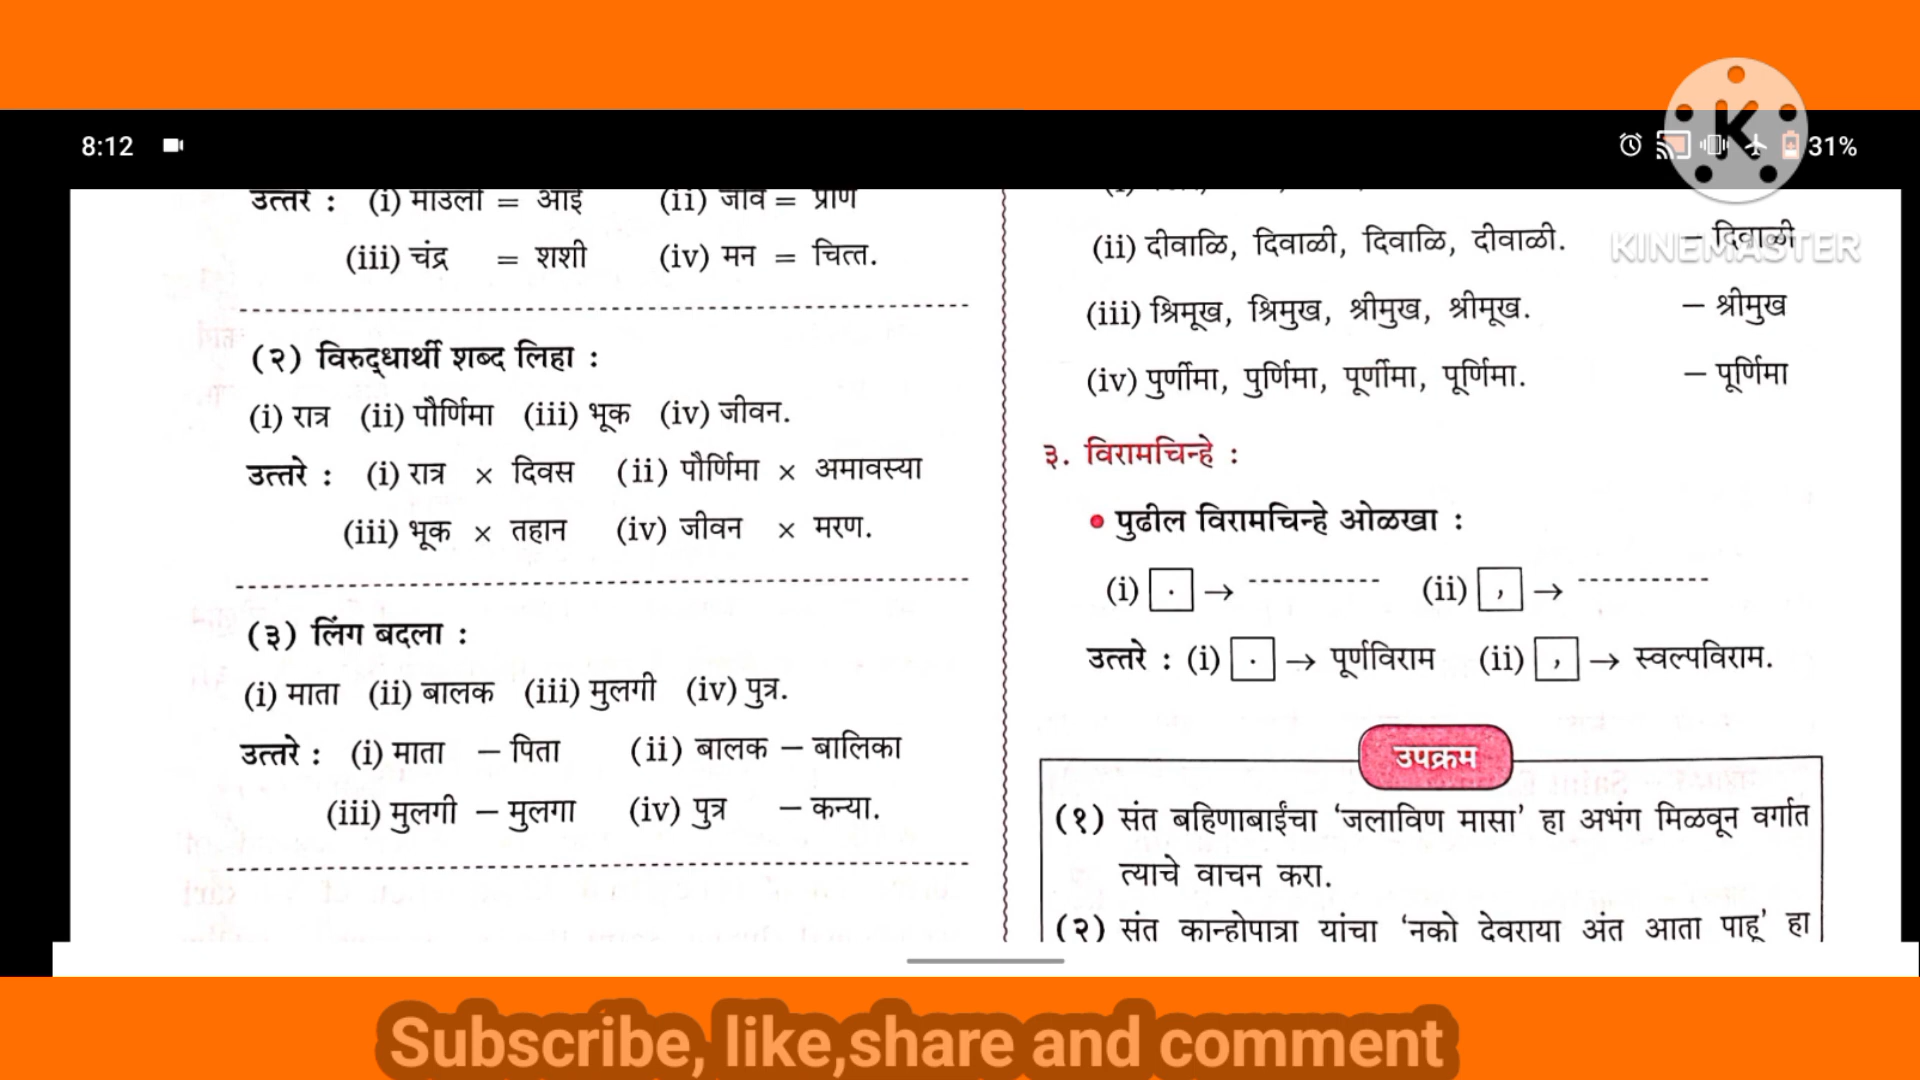 8:12
31%
KINEMASTER
उत्तरे : (i) माउली = आई (ii) जीव = प्राण
(iii) चंद्र = शशी (iv) मन = चित्त.
(२) विरुद्धार्थी शब्द लिहा :
(i) रात्र (ii) पौर्णिमा (iii) भूक (iv) जीवन.
उत्तरे : (i) रात्र × दिवस (ii) पौर्णिमा × अमावस्या
(iii) भूक × तहान (iv) जीवन × मरण.
(३) लिंग बदला :
(i) माता (ii) बालक (iii) मुलगी (iv) पुत्र.
उत्तरे : (i) माता – पिता (ii) बालक – बालिका
(iii) मुलगी – मुलगा (iv) पुत्र – कन्या.
(ii) दीवाळि, दिवाळी, दिवाळि, दीवाळी. – दिवाळी
(iii) श्रिमूख, श्रिमुख, श्रीमुख, श्रीमूख. – श्रीमुख
(iv) पुर्णीमा, पुर्णिमा, पूर्णीमा, पूर्णिमा. – पूर्णिमा
३. विरामचिन्हे :
• पुढील विरामचिन्हे ओळखा :
(i) . → ----------- (ii) , → -----------
उत्तरे : (i) . → पूर्णविराम (ii) , → स्वल्पविराम.
उपक्रम
(१) संत बहिणाबाईंचा ‘जलाविण मासा’ हा अभंग मिळवून वर्गात
त्याचे वाचन करा.
(२) संत कान्होपात्रा यांचा ‘नको देवराया अंत आता पाहू’ हा
Subscribe, like,share and comment